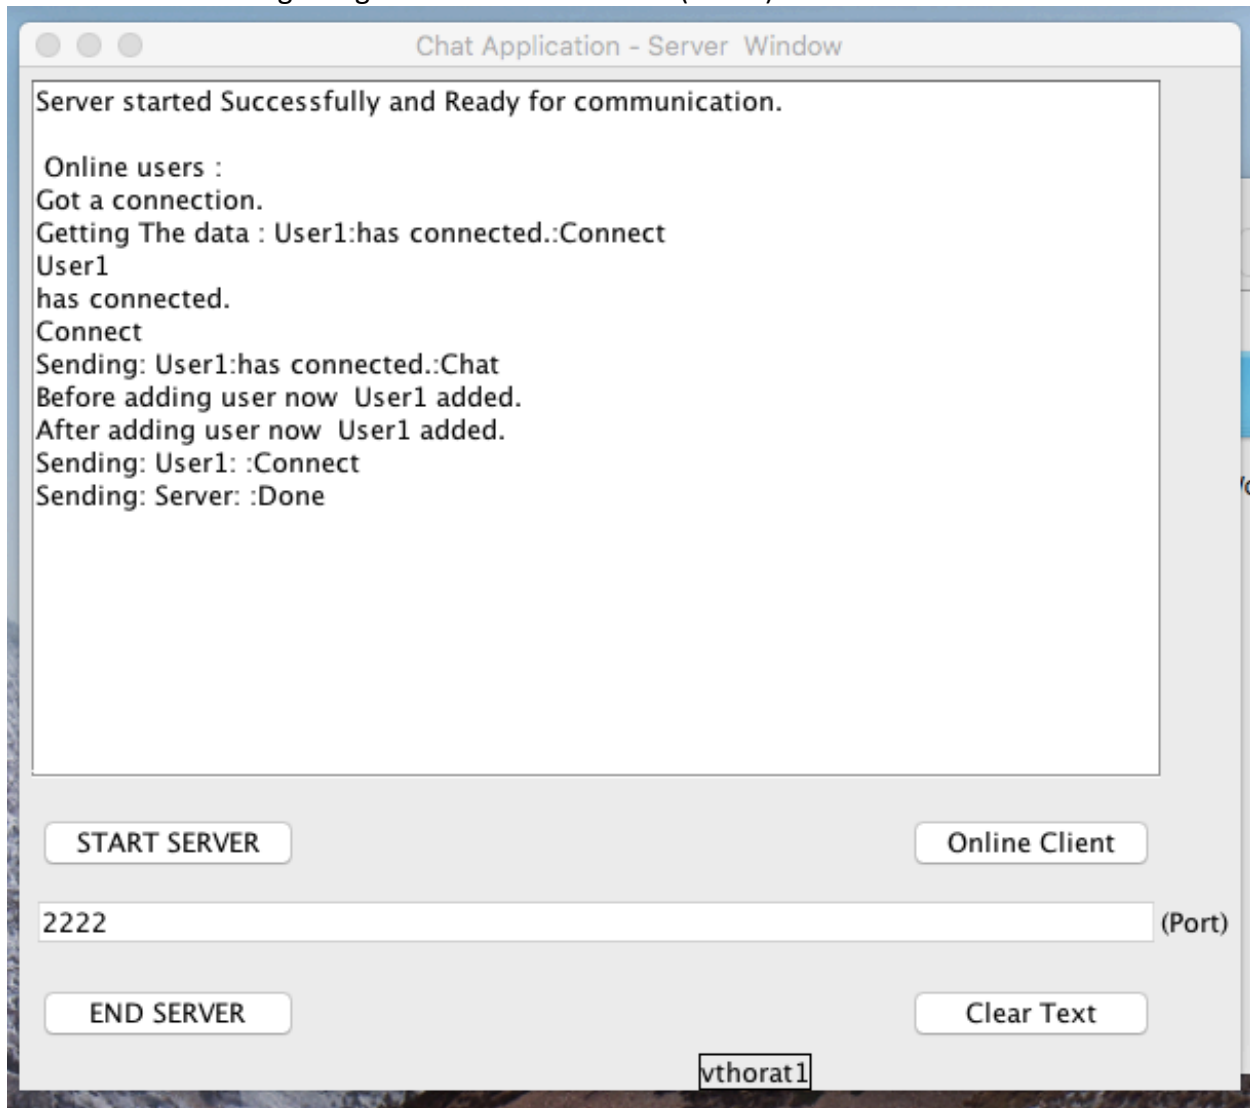 Chat Application - Server  Window
Server started Successfully and Ready for communication.
Online users :
Got a connection.
Getting The data : User1:has connected.:Connect
User1
has connected.
Connect
Sending: User1:has connected.:Chat
Before adding user now  User1 added.
After adding user now  User1 added.
Sending: User1: :Connect
Sending: Server: :Done
START SERVER
Online Client
2222
(Port)
END SERVER
Clear Text
vthorat1